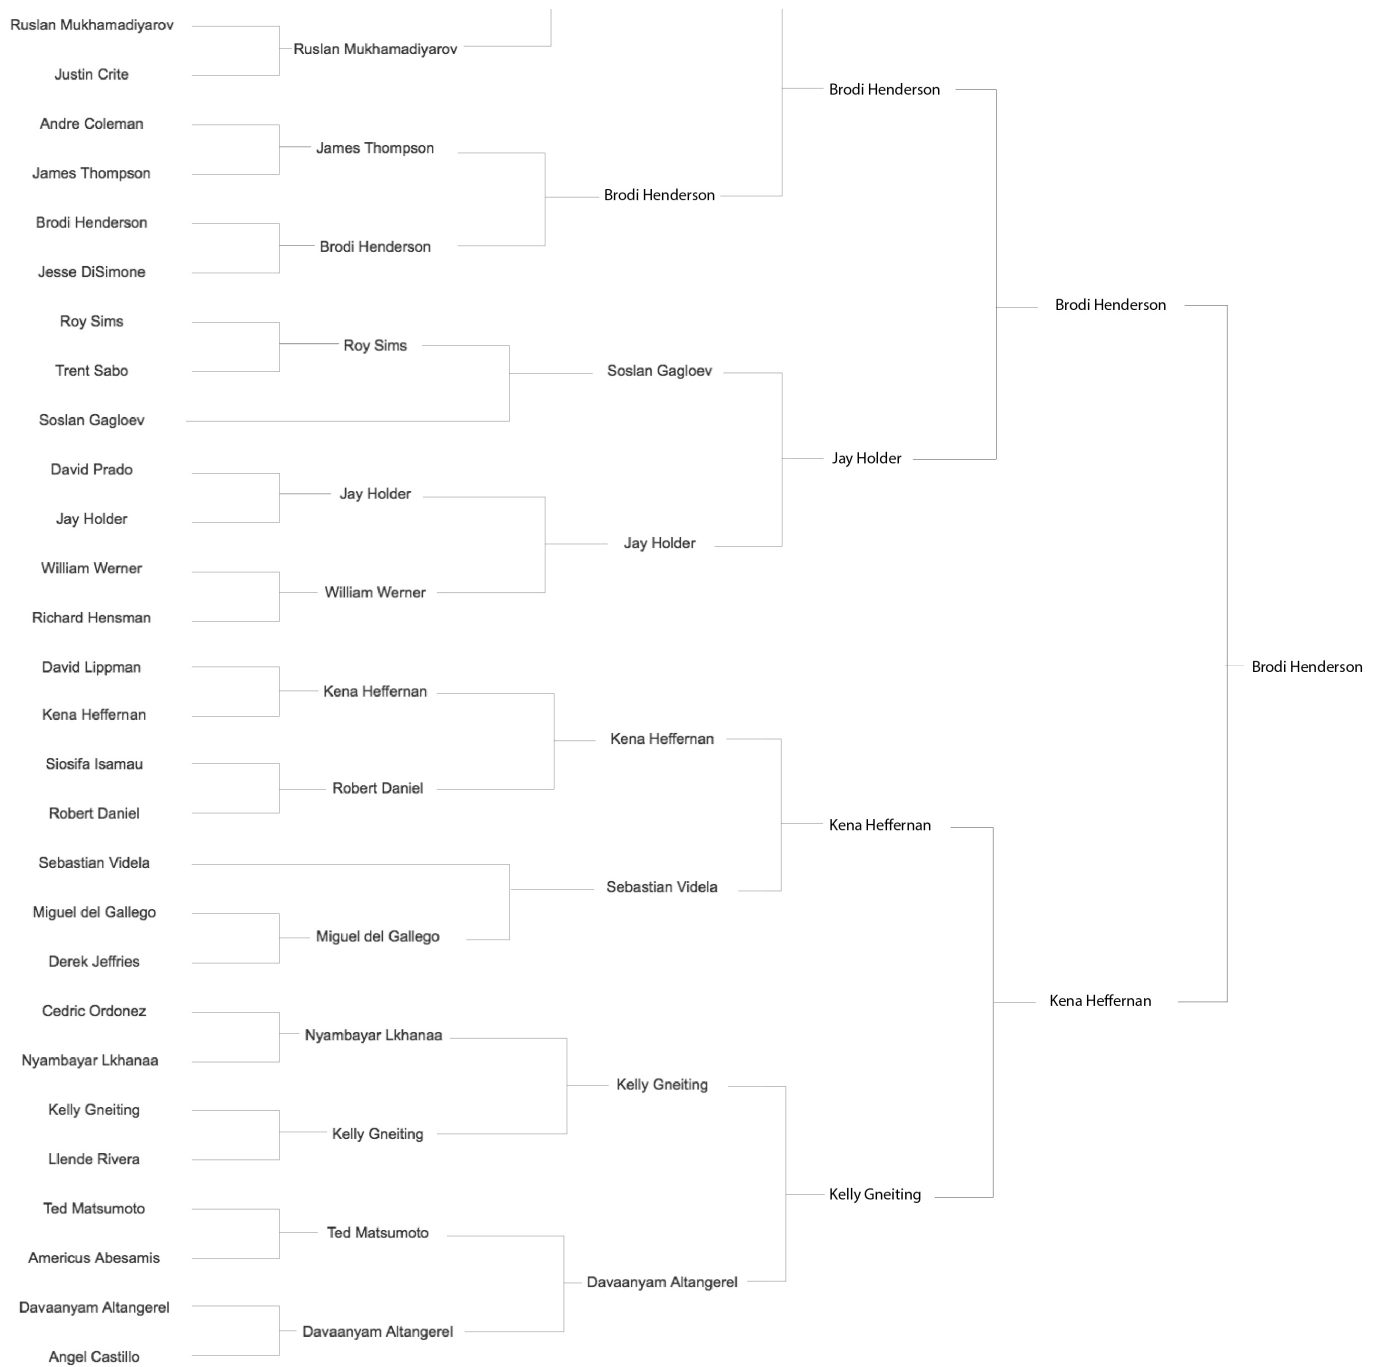 Ruslan Mukhamadiyarov
Justin Crite
Andre Coleman
James Thompson
Brodi Henderson
Jesse DiSimone
Roy Sims
Trent Sabo
Soslan Gagloev
David Prado
Jay Holder
William Werner
Richard Hensman
David Lippman
Kena Heffernan
Siosifa Isamau
Robert Daniel
Sebastian Videla
Miguel del Gallego
Derek Jeffries
Cedric Ordonez
Nyambayar Lkhanaa
Kelly Gneiting
Llende Rivera
Ted Matsumoto
Americus Abesamis
Davaanyam Altangerel
Angel Castillo
Ruslan Mukhamadiyarov
James Thompson
Brodi Henderson
Roy Sims
Jay Holder
William Werner
Kena Heffernan
Robert Daniel
Miguel del Gallego
Nyambayar Lkhanaa
Kelly Gneiting
Ted Matsumoto
Davaanyam Altangerel
Brodi Henderson
Soslan Gagloev
Jay Holder
Kena Heffernan
Sebastian Videla
Kelly Gneiting
Davaanyam Altangerel
Brodi Henderson
Jay Holder
Kena Heffernan
Kelly Gneiting
Brodi Henderson
Kena Heffernan
Brodi Henderson